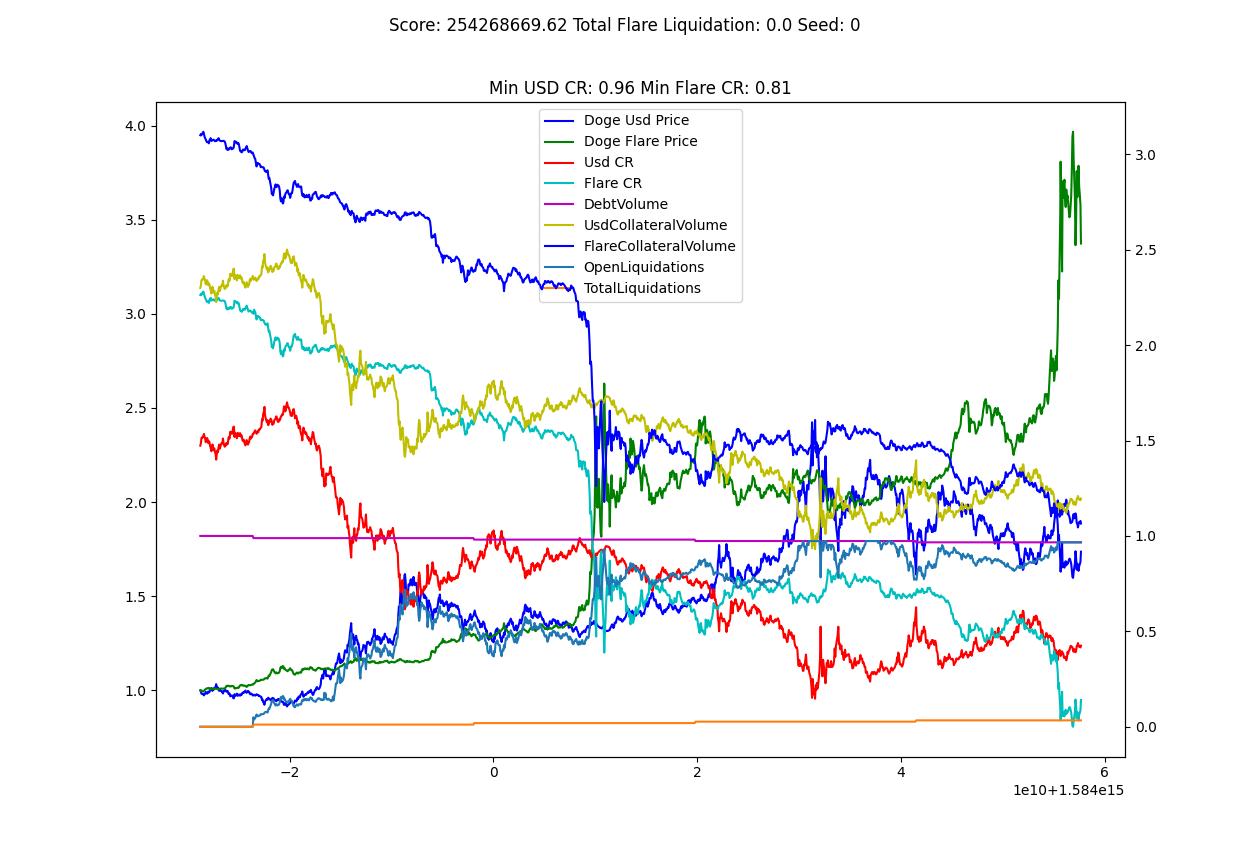 Score: 254268669.62 Total Flare Liquidation: 0.0 Seed: 0
Min USD CR: 0.96 Min Flare CR: 0.81
4.0
3.5
3.0
2.5
2.0
1.5
1.0
Doge Usd Price
Doge Flare Price
Usd CR
Flare CR
DebtVolume
UsdCollateralVolume
FlareCollateralVolume
OpenLiquidations
TotalLiquidations
3.0
2.5
2.0
1.5
1.0
0.5
0.0
−2
0
2
4
6
1e10+1.584e15